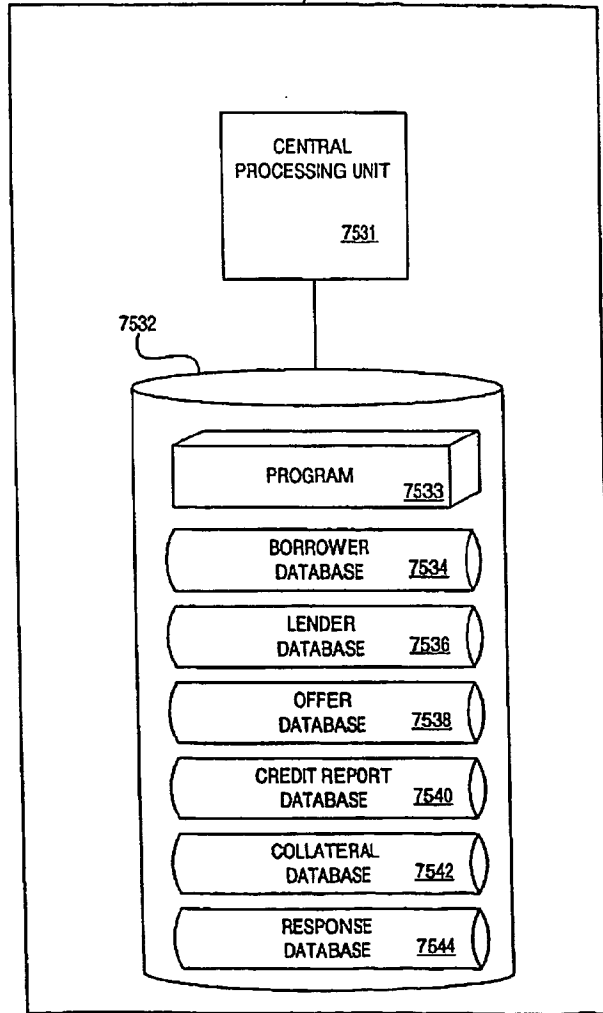 CENTRAL
PROCESSING UNIT
7531
7532
PROGRAM
7533
BORROWER
DATABASE 7534
LENDER
DATABASE 7536
OFFER
DATABASE 7538
CREDIT REPORT
DATABASE 7540
COLLATERAL
DATABASE 7542
RESPONSE
DATABASE 7544